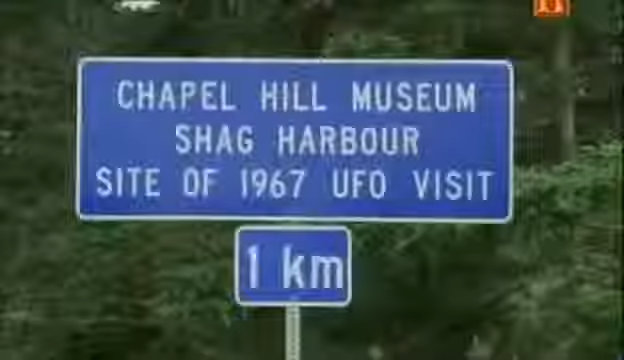 CHAPEL HILL MUSEUM
SHAG HARBOUR
SITE OF 1967 UFO VISIT
1 km
H